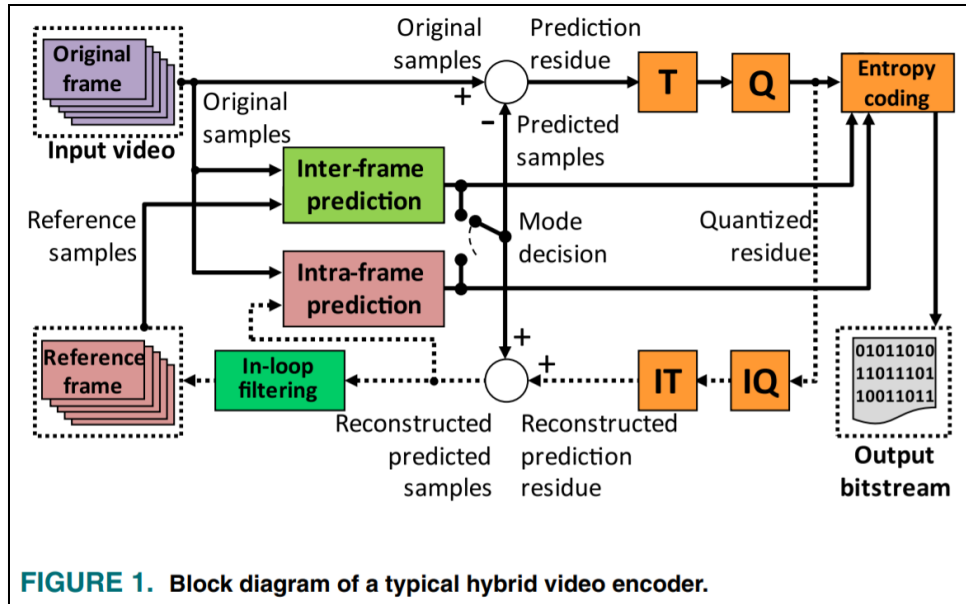 Original
frame
Input video
Original
samples
Prediction
residue
+
-
T
Q
Entropy
coding
Original
samples
Predicted
samples
Inter-frame
prediction
Reference
samples
Mode
decision
Quantized
residue
Intra-frame
prediction
+
+
Reference
frame
In-loop
filtering
IT
IQ
01011010
11011101
10011011
Reconstructed
predicted
samples
Reconstructed
prediction
residue
Output
bitstream
FIGURE 1. Block diagram of a typical hybrid video encoder.